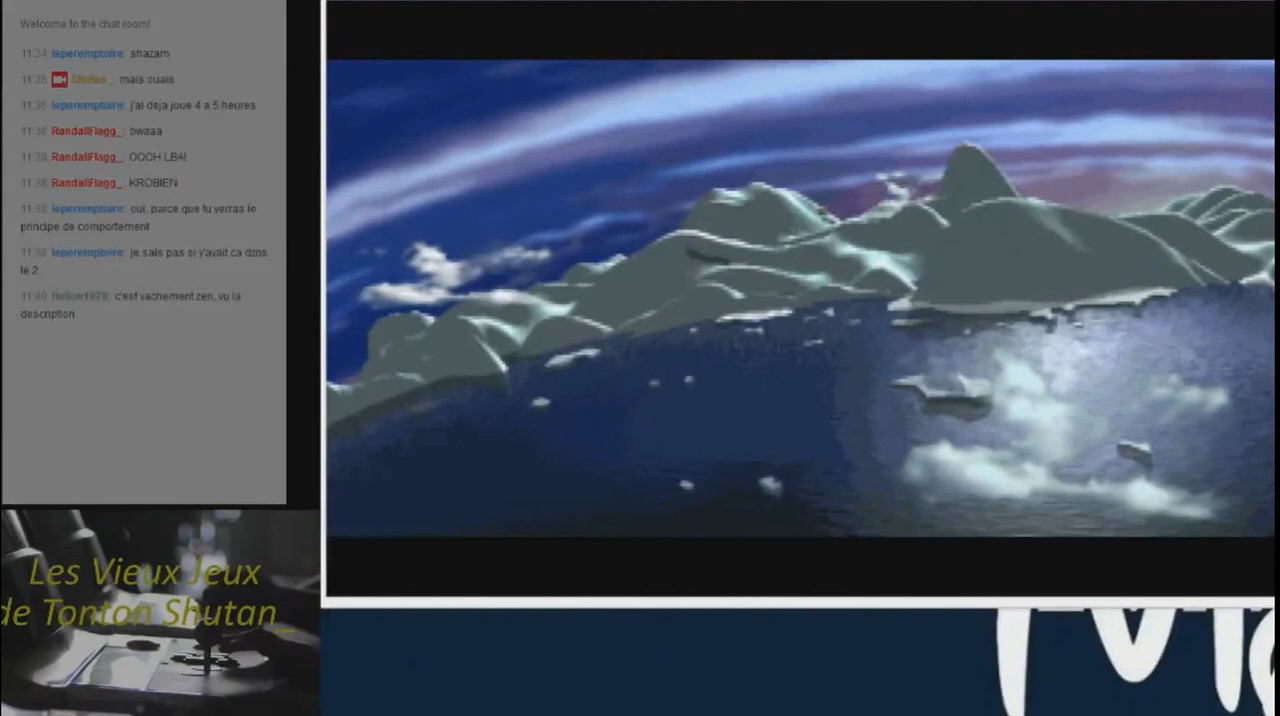 Welcome to the chat room!
11:34 leperemptoire: shazam
11:35 Shutan_: mais ouais
11:36 leperemptoire: j'ai deja joue 4 a 5 heures
11:38 RandallFlagg_: bwaaa
11:38 RandallFlagg_: OOOH LBA!
11:38 RandallFlagg_: KROBIEN
11:38 leperemptoire: oui, parce que tu verras le
principe de comportement
11:38 leperemptoire: je sais pas si y'avait ca dzns
le 2
11:40 Hellow1979: c'est vachement zen, vu la
description
Les Vieux Jeux
de Tonton Shutan_